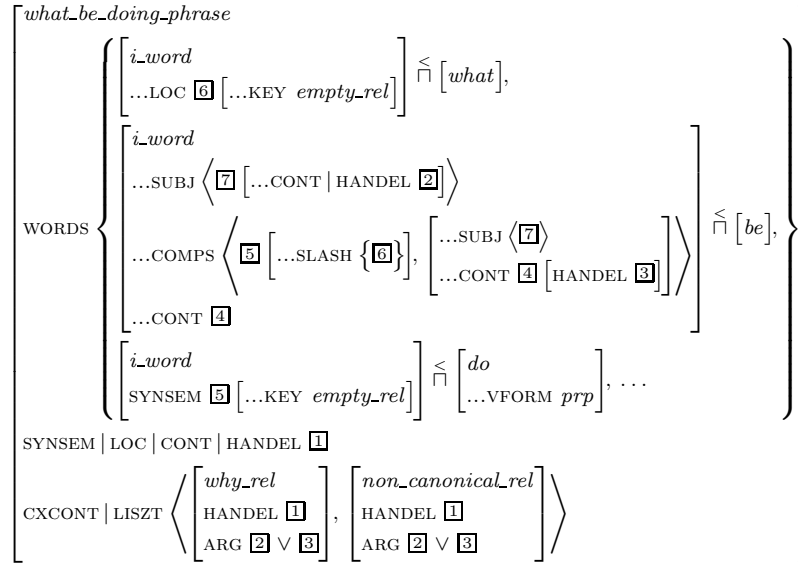 what_be_doing_phrase
WORDS { [ i_word
...LOC [6] [...KEY empty_rel] ] ⊓̲< [what],
[ i_word
...SUBJ ⟨ [7] [...CONT | HANDEL [2]] ⟩
...COMPS ⟨ [5] [...SLASH {[6]}], [ ...SUBJ ⟨[7]⟩
...CONT [4] [HANDEL [3]] ] ⟩
...CONT [4] ] ≤⊓ [be],
[ i_word
SYNSEM [5] [...KEY empty_rel] ] ≤⊓ [ do
...VFORM prp ], ... }
SYNSEM | LOC | CONT | HANDEL [1]
CXCONT | LISZT ⟨ [ why_rel
HANDEL [1]
ARG [2] ∨ [3] ], [ non_canonical_rel
HANDEL [1]
ARG [2] ∨ [3] ] ⟩